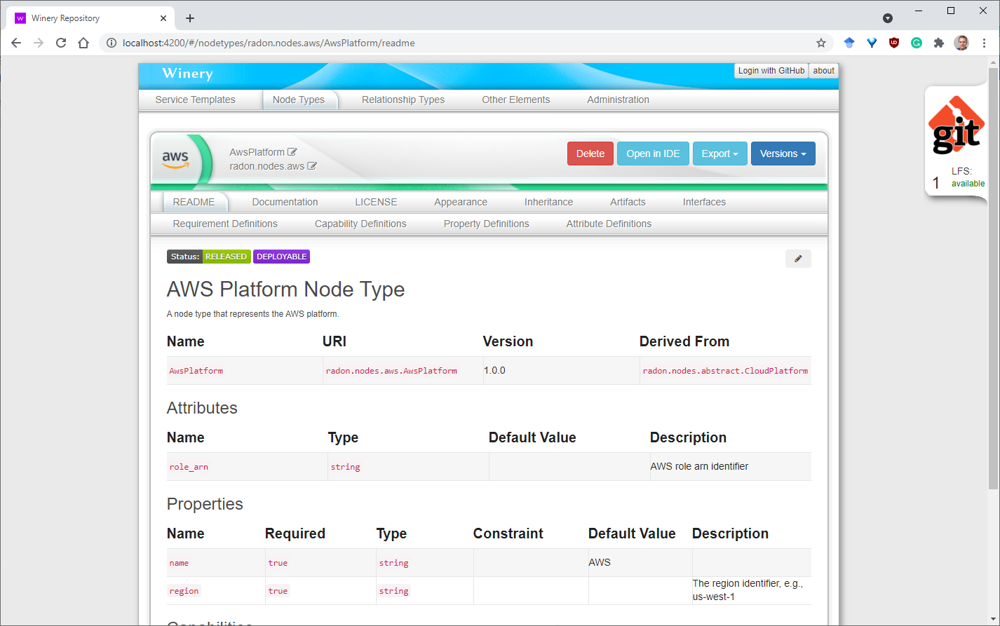 Winery Repository
localhost:4200/#/nodetypes/radon.nodes.aws/AwsPlatform/readme
Winery
Login with GitHub about
Service Templates Node Types Relationship Types Other Elements Administration
git
LFS:
1 available
aws
AwsPlatform
radon.nodes.aws
Delete Open in IDE Export Versions
README Documentation LICENSE Appearance Inheritance Artifacts Interfaces
Requirement Definitions Capability Definitions Property Definitions Attribute Definitions
Status: RELEASED DEPLOYABLE
AWS Platform Node Type
A node type that represents the AWS platform.
Name URI Version Derived From
AwsPlatform radon.nodes.aws.AwsPlatform 1.0.0 radon.nodes.abstract.CloudPlatform
Attributes
Name Type Default Value Description
role_arn string AWS role arn identifier
Properties
Name Required Type Constraint Default Value Description
name true string AWS
region true string The region identifier, e.g.,
us-west-1
Capabilities